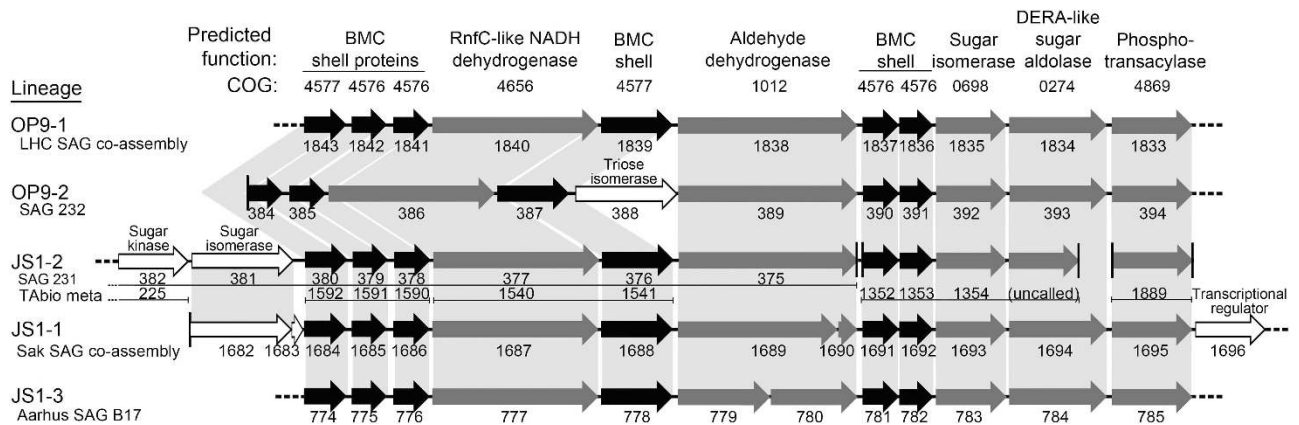 Predicted function: BMC shell proteins RnfC-like NADH dehydrogenase BMC shell Aldehyde dehydrogenase BMC shell Sugar isomerase DERA-like sugar aldolase Phospho-transacylase
COG: 4577 4576 4576 4656 4577 1012 4576 4576 0698 0274 4869
Lineage
OP9-1
LHC SAG co-assembly
1843 1842 1841 1840 1839 1838 1837 1836 1835 1834 1833
OP9-2
Triose isomerase
SAG 232
384 385 386 387 388 389 390 391 392 393 394
Sugar kinase Sugar isomerase
JS1-2
SAG 231
382 381 380 379 378 377 376 375
TAbio meta
225 1592 1591 1590 1540 1541 1352 1353 1354 (uncalled) 1889
Transcriptional regulator
JS1-1
Sak SAG co-assembly
1682 1683 1684 1685 1686 1687 1688 1689 1690 1691 1692 1693 1694 1695 1696
JS1-3
Aarhus SAG B17
774 775 776 777 778 779 780 781 782 783 784 785